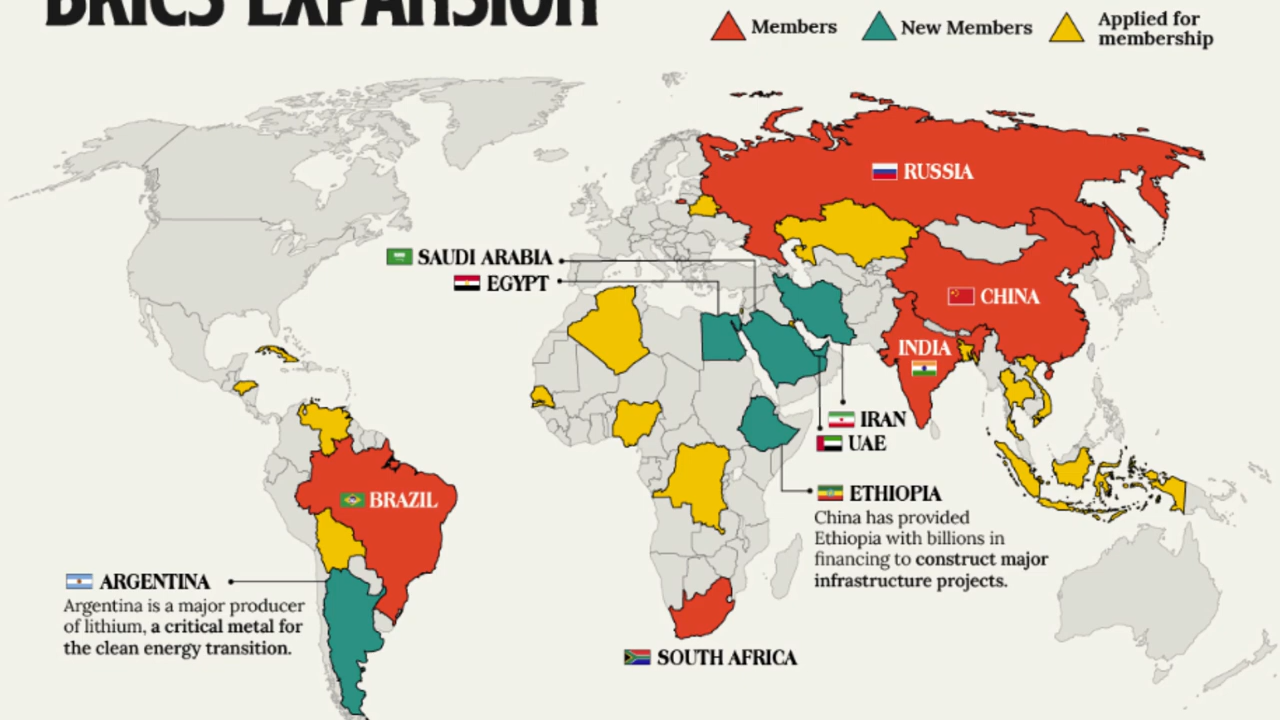 BRICS EXPANSION
Members
New Members
Applied for
membership
RUSSIA
SAUDI ARABIA
EGYPT
CHINA
INDIA
IRAN
UAE
BRAZIL
ETHIOPIA
China has provided
Ethiopia with billions in
financing to construct major
infrastructure projects.
ARGENTINA
Argentina is a major producer
of lithium, a critical metal for
the clean energy transition.
SOUTH AFRICA